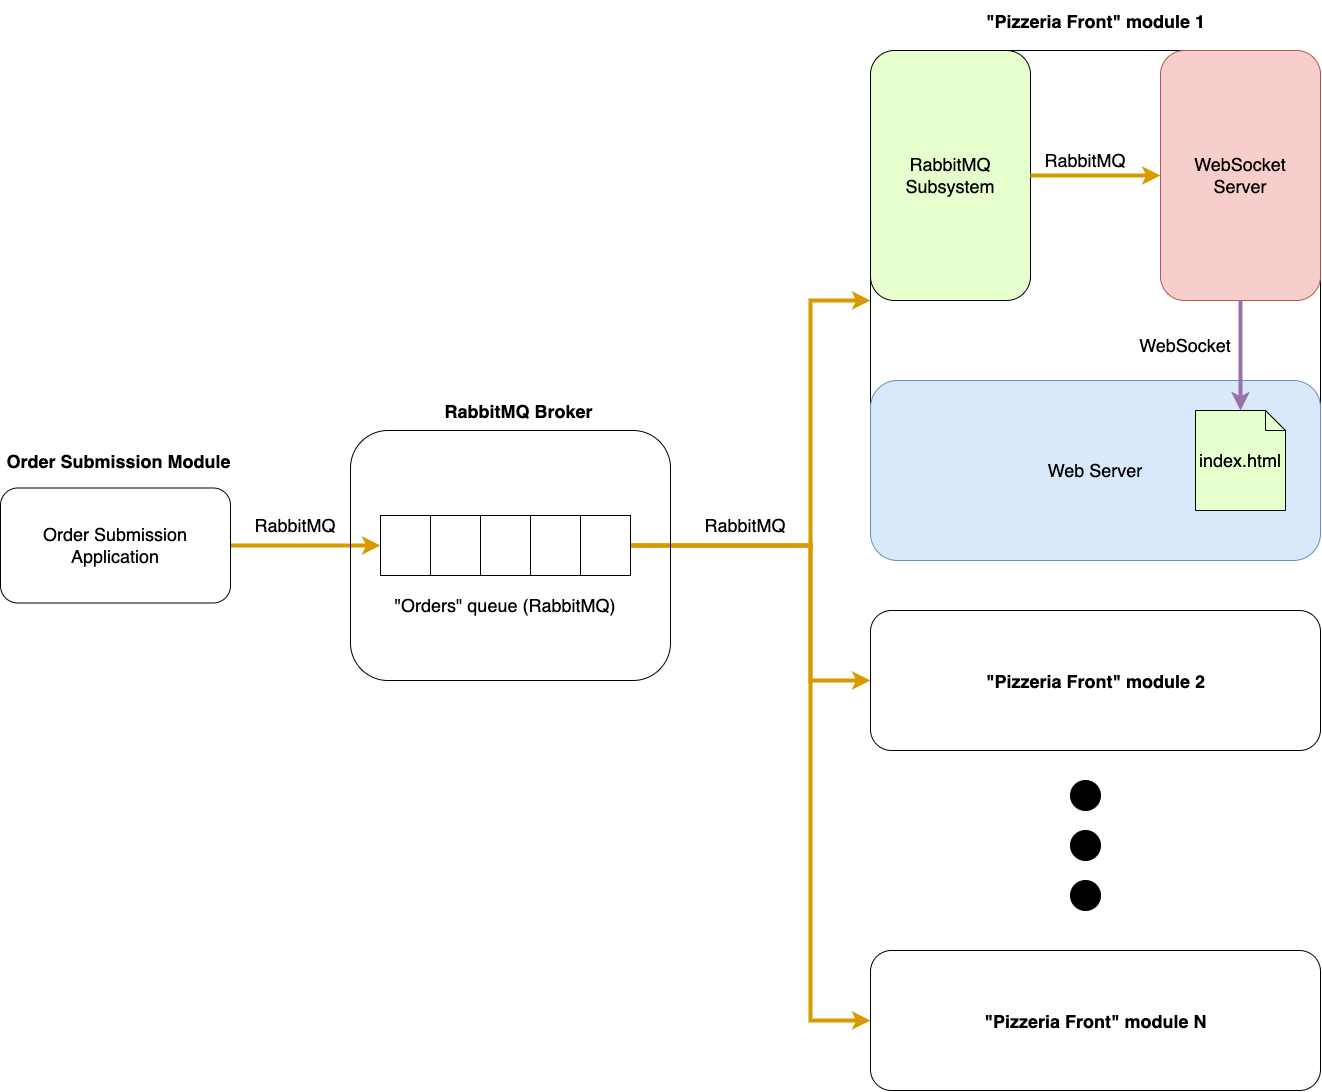 "Pizzeria Front" module 1
RabbitMQ
Subsystem
RabbitMQ
WebSocket
Server
WebSocket
Web Server
index.html
RabbitMQ Broker
Order Submission Module
Order Submission
Application
RabbitMQ
"Orders" queue (RabbitMQ)
RabbitMQ
"Pizzeria Front" module 2
"Pizzeria Front" module N